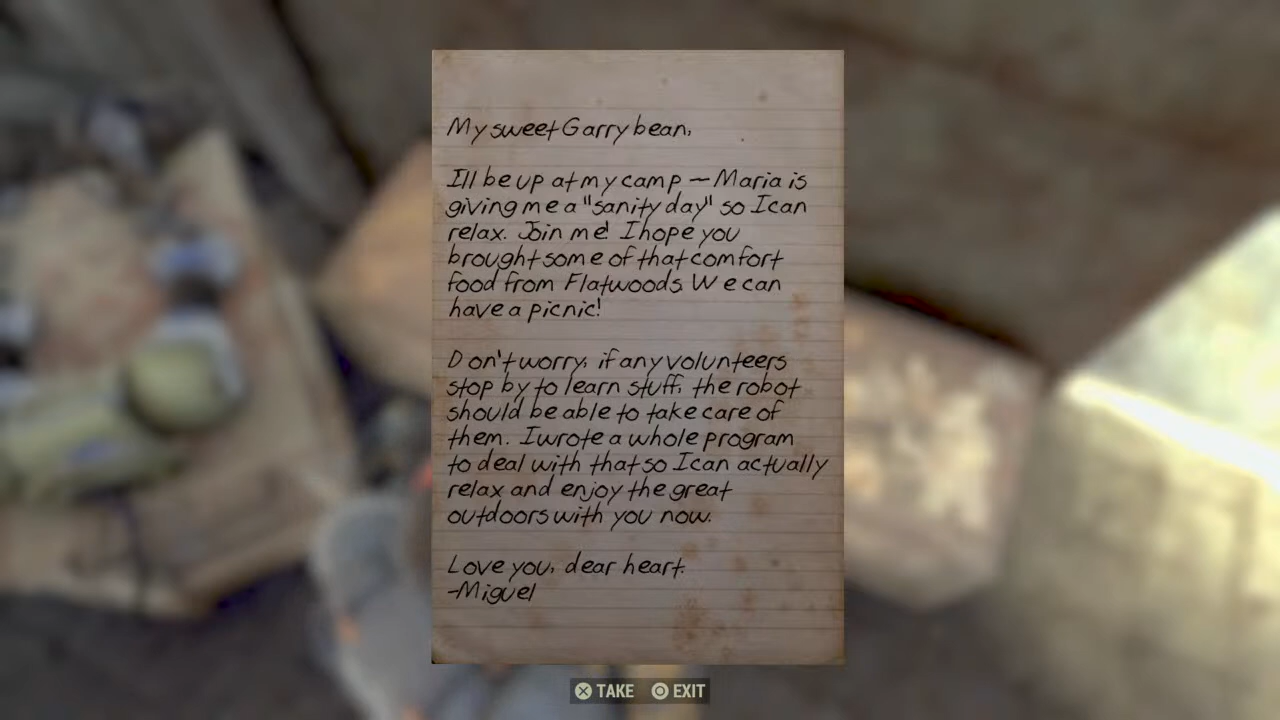 My sweet Garrybean,
I'll be up at my camp – Maria is
giving me a "sanity day" so I can
relax. Join me! I hope you
brought some of that comfort
food from Flatwoods. We can
have a picnic!
Don't worry, if any volunteers
stop by to learn stuff, the robot
should be able to take care of
them. I wrote a whole program
to deal with that so I can actually
relax and enjoy the great
outdoors with you now.
Love you, dear heart.
-Miguel
TAKE EXIT